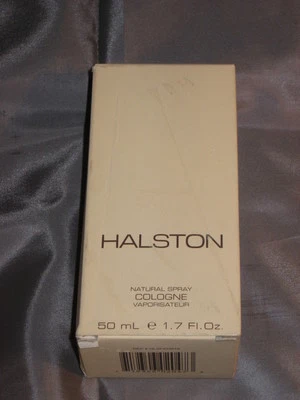 HALSTON
NATURAL SPRAY
COLOGNE
VAPORISATEUR
50 mL e 1.7 Fl.Oz.